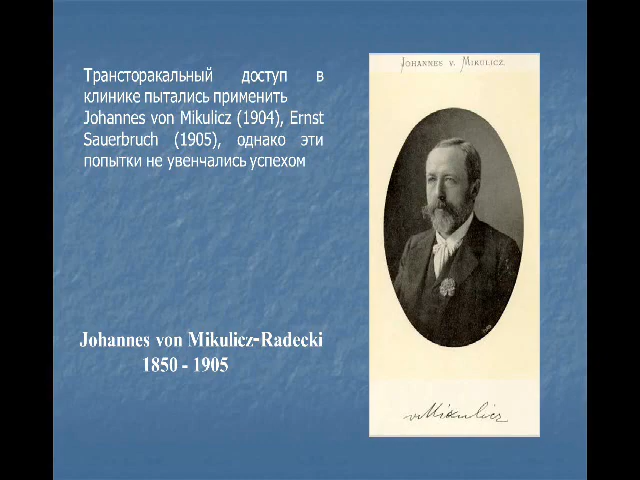 Трансторакальный доступ в
клинике пытались применить
Johannes von Mikulicz (1904), Ernst
Sauerbruch (1905), однако эти
попытки не увенчались успехом
Johannes von Mikulicz-Radecki
1850 - 1905
JOHANNES V. MIKULICZ.
vMikulicz